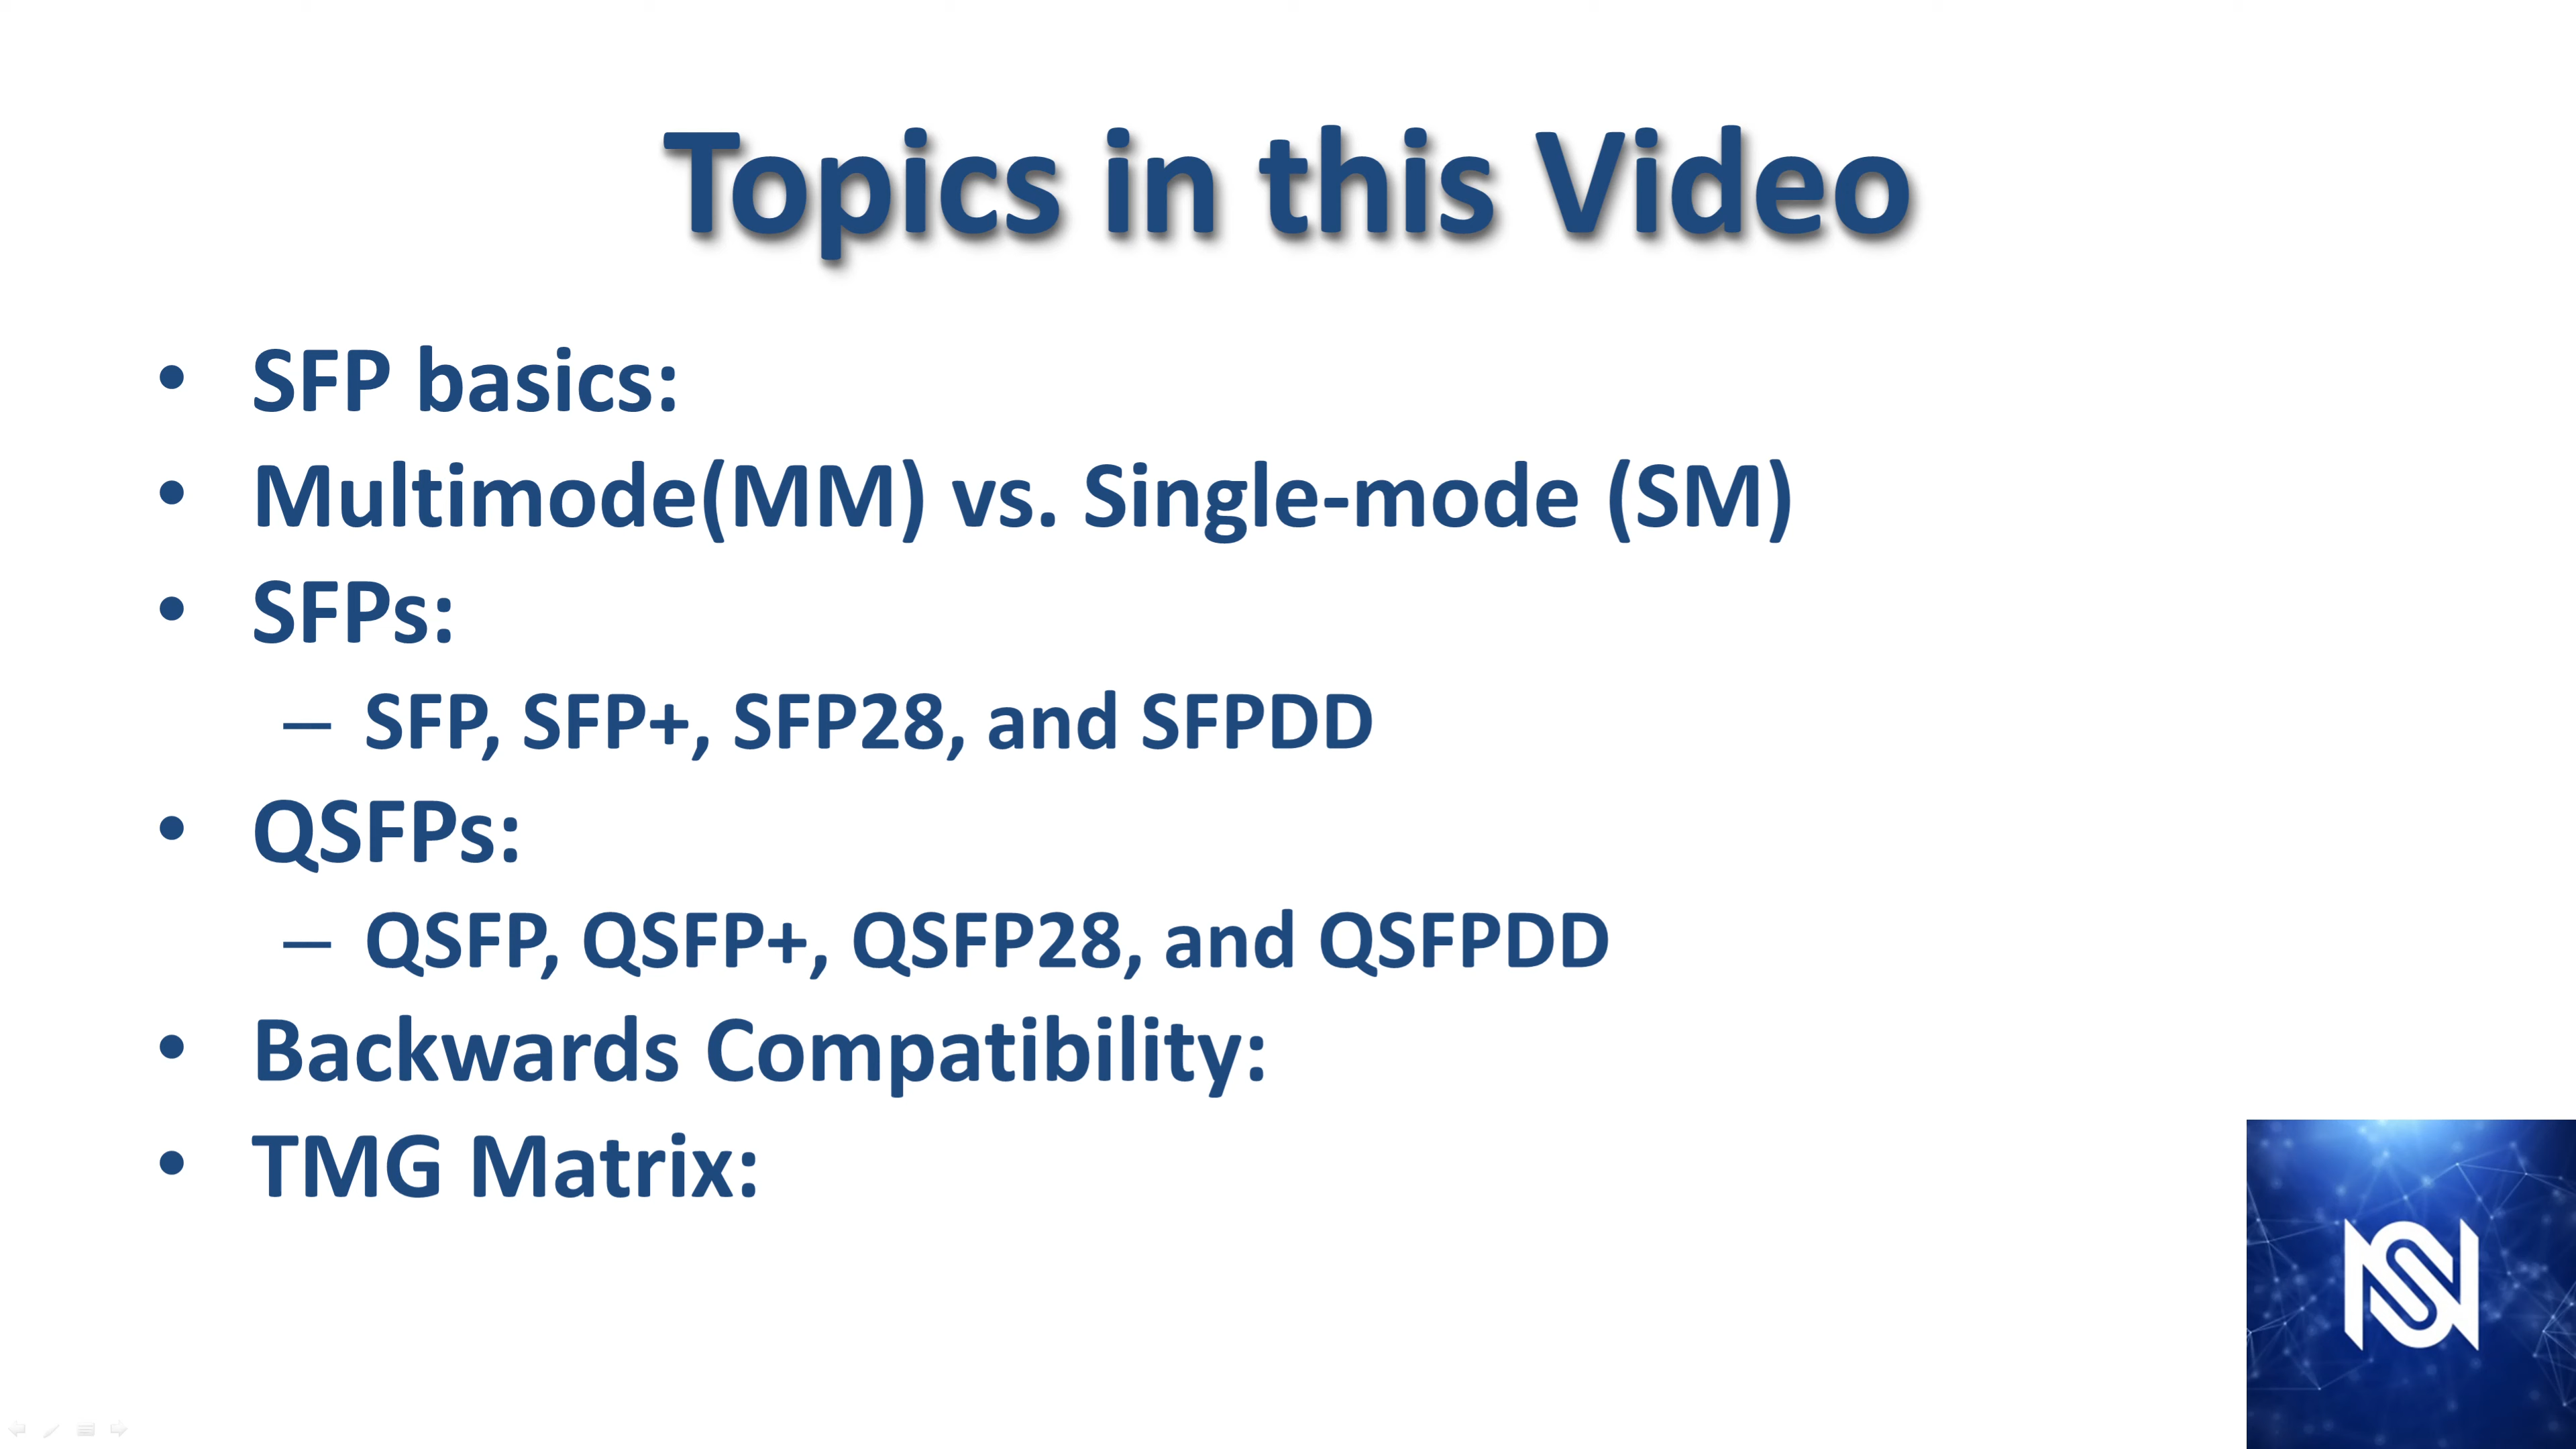 Topics in this Video
• SFP basics:
• Multimode(MM) vs. Single-mode (SM)
• SFPs:
– SFP, SFP+, SFP28, and SFPDD
• QSFPs:
– QSFP, QSFP+, QSFP28, and QSFPDD
• Backwards Compatibility:
• TMG Matrix: